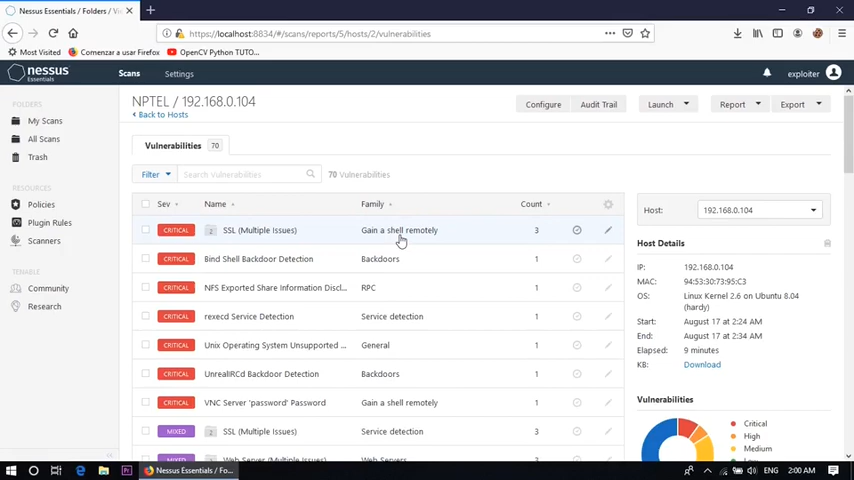 Nessus Essentials / Folders / Vi
https://localhost:8834/#/scans/reports/5/hosts/2/vulnerabilities
Most Visited Comenzar a usar Firefox OpenCV Python TUTO...
nessus Essentials Scans Settings exploiter
FOLDERS
My Scans
All Scans
Trash
RESOURCES
Policies
Plugin Rules
Scanners
TENABLE
Community
Research
NPTEL / 192.168.0.104
Back to Hosts
Configure Audit Trail Launch Report Export
Vulnerabilities 70
Filter Search Vulnerabilities 70 Vulnerabilities
Sev Name Family Count
CRITICAL 2 SSL (Multiple Issues) Gain a shell remotely 3
CRITICAL Bind Shell Backdoor Detection Backdoors 1
CRITICAL NFS Exported Share Information Discl... RPC 1
CRITICAL rexecd Service Detection Service detection 1
CRITICAL Unix Operating System Unsupported ... General 1
CRITICAL UnrealIRCd Backdoor Detection Backdoors 1
CRITICAL VNC Server 'password' Password Gain a shell remotely 1
MIXED 2 SSL (Multiple Issues) Service detection 3
MIXED Web Server (Multiple Issues) Web Servers 3
Host: 192.168.0.104
Host Details
IP: 192.168.0.104
MAC: 94:53:30:73:95:C3
OS: Linux Kernel 2.6 on Ubuntu 8.04
(hardy)
Start: August 17 at 2:24 AM
End: August 17 at 2:34 AM
Elapsed: 9 minutes
KB: Download
Vulnerabilities
Critical
High
Medium
Low
Nessus Essentials / Fo...
ENG 2:00 AM